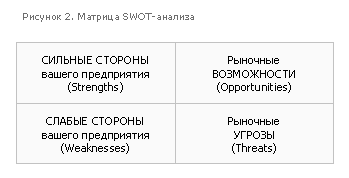 Рисунок 2. Матрица SWOT-анализа
СИЛЬНЫЕ СТОРОНЫ
вашего предприятия
(Strengths)
Рыночные
ВОЗМОЖНОСТИ
(Opportunities)
СЛАБЫЕ СТОРОНЫ
вашего предприятия
(Weaknesses)
Рыночные
УГРОЗЫ
(Threats)